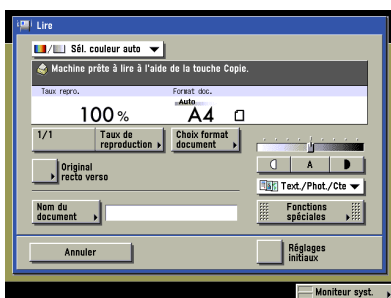 Lire
Sél. couleur auto
Machine prête à lire à l'aide de la touche Copie.
Taux repro. Format doc.
Auto
100 % A4
1/1 Taux de reproduction Choix format document
Original recto verso
A
Text./Phot./Cte
Nom du document
Fonctions spéciales
Annuler
Réglages initiaux
Moniteur syst.